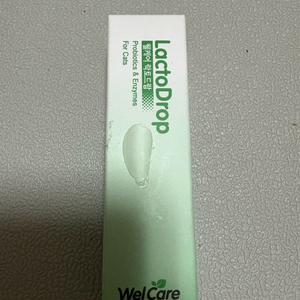 LactoDrop
웰케어 락토드랍
Probiotics & Enzymes
For Cats
WelCare